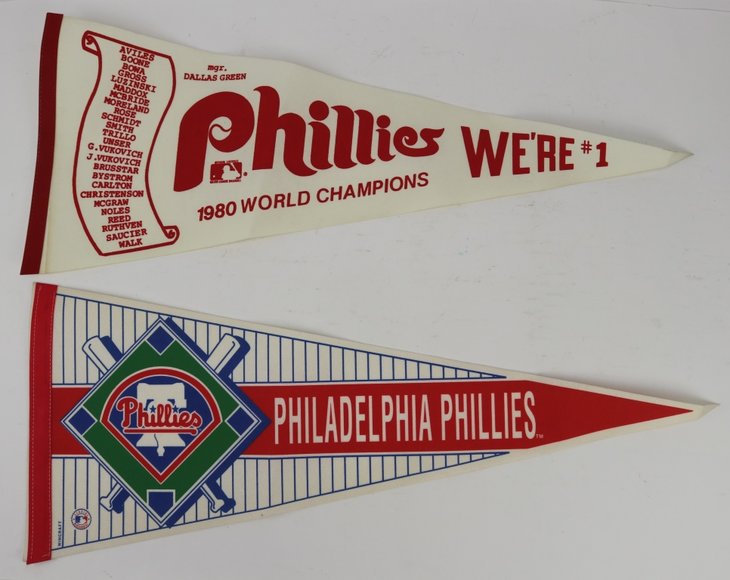 AVILES
BOONE
BOWA
GROSS
LUZINSKI
MADDOX
MCBRIDE
MORELAND
ROSE
SCHMIDT
SMITH
TRILLO
UNSER
G.VUKOVICH
J.VUKOVICH
BRUSSTAR
BYSTROM
CARLTON
CHRISTENSON
MCGRAW
NOLES
REED
RUTHVEN
SAUCIER
WALK
mgr.
DALLAS GREEN
Phillies
WE'RE #1
1980 WORLD CHAMPIONS
Phillies
PHILADELPHIA PHILLIES
TM
WINCRAFT